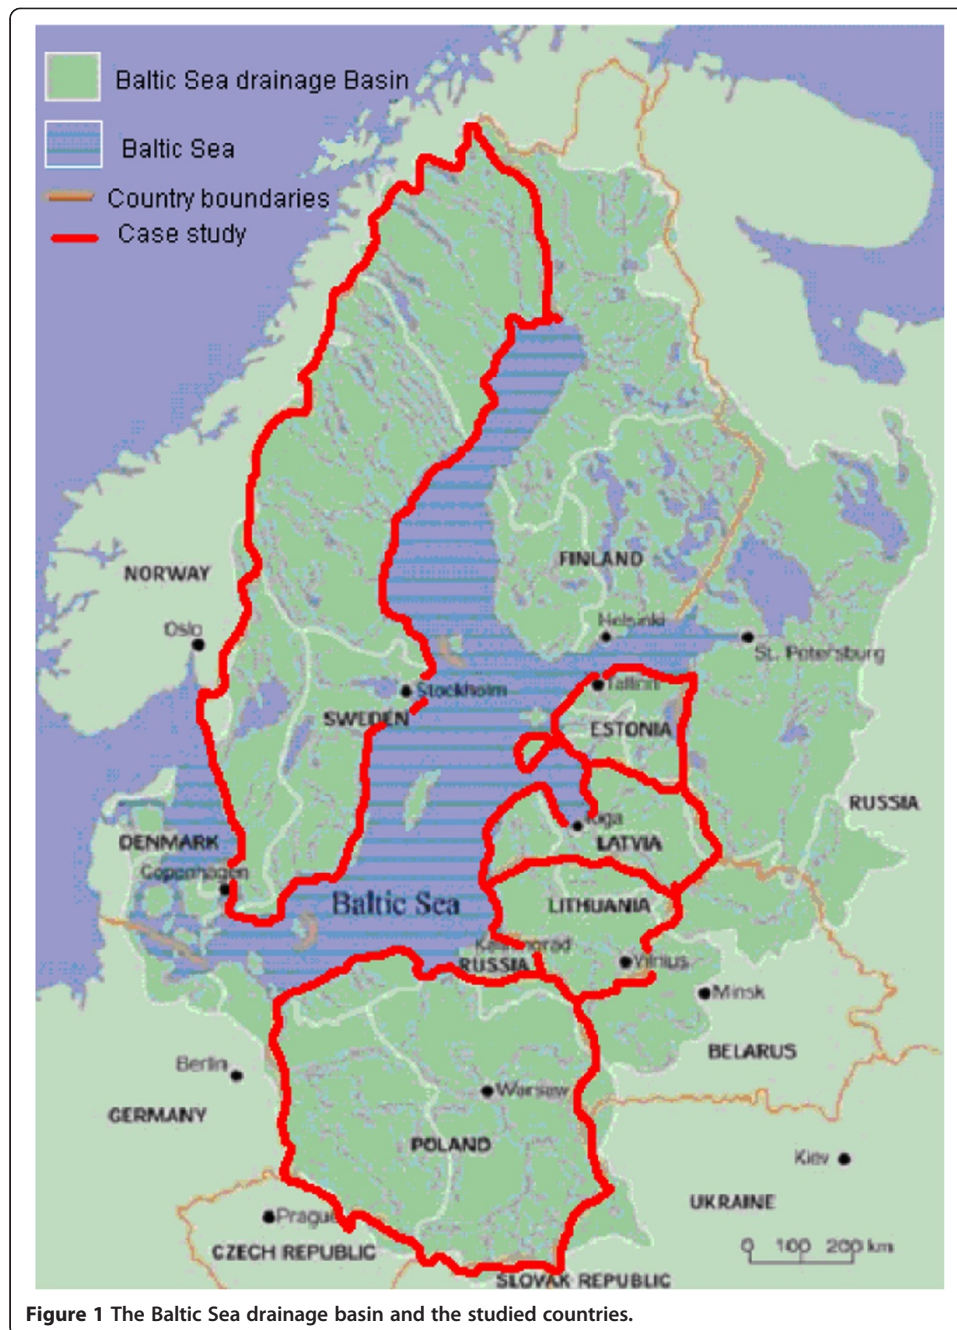 Baltic Sea drainage Basin
Baltic Sea
Country boundaries
Case study
NORWAY
FINLAND
Oslo
Helsinki
St. Petersburg
Stockholm
Tallinn
SWEDEN
ESTONIA
RUSSIA
DENMARK
Riga
LATVIA
Copenhagen
Baltic Sea
LITHUANIA
Kaliningrad
RUSSIA
Vilnius
Minsk
BELARUS
Berlin
Warsaw
GERMANY
POLAND
Kiev
UKRAINE
Prague
CZECH REPUBLIC
0 100 200 km
SLOVAK REPUBLIC
Figure 1 The Baltic Sea drainage basin and the studied countries.